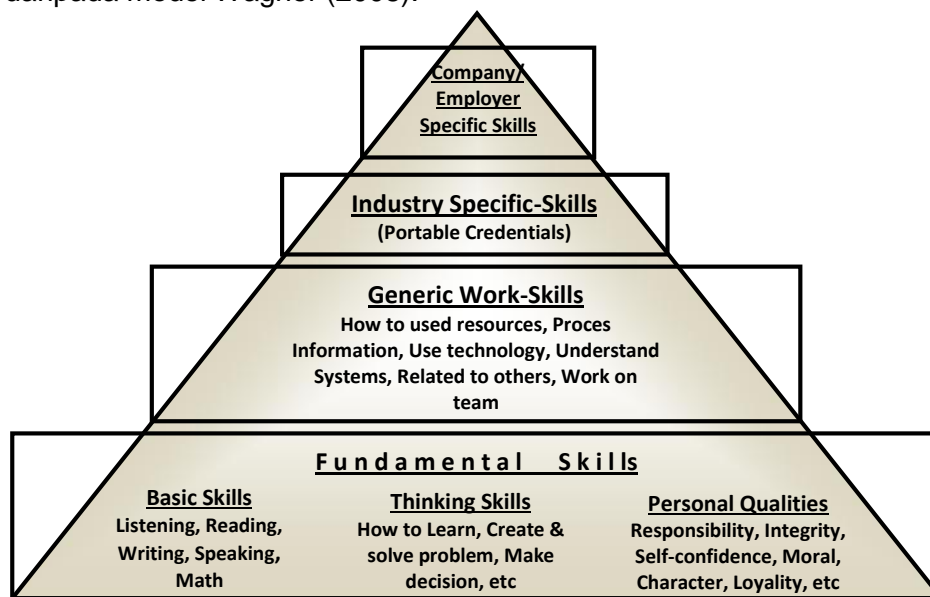 daripada model Wagner
Company/
Employer
Specific Skills
Industry Specific-Skills
(Portable Credentials)
Generic Work-Skills
How to used resources, Proces
Information, Use technology, Understand
Systems, Related to others, Work on
team
Fundamental Skills
Basic Skills
Listening, Reading,
Writing, Speaking,
Math
Thinking Skills
How to Learn, Create &
solve problem, Make
decision, etc
Personal Qualities
Responsibility, Integrity,
Self-confidence, Moral,
Character, Loyality, etc